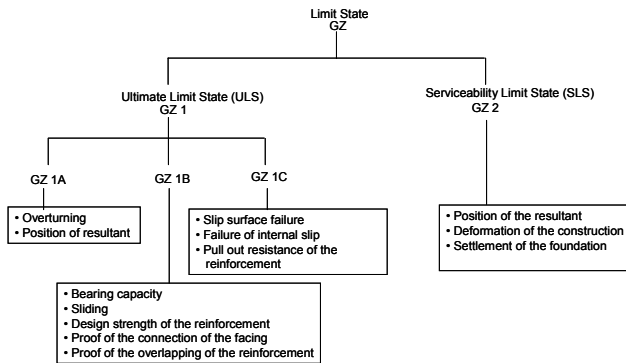 Limit State
GZ
Ultimate Limit State (ULS)
GZ 1
Serviceability Limit State (SLS)
GZ 2
GZ 1A
GZ 1B
GZ 1C
• Overturning
• Position of resultant
• Slip surface failure
• Failure of internal slip
• Pull out resistance of the
reinforcement
• Position of the resultant
• Deformation of the construction
• Settlement of the foundation
• Bearing capacity
• Sliding
• Design strength of the reinforcement
• Proof of the connection of the facing
• Proof of the overlapping of the reinforcement